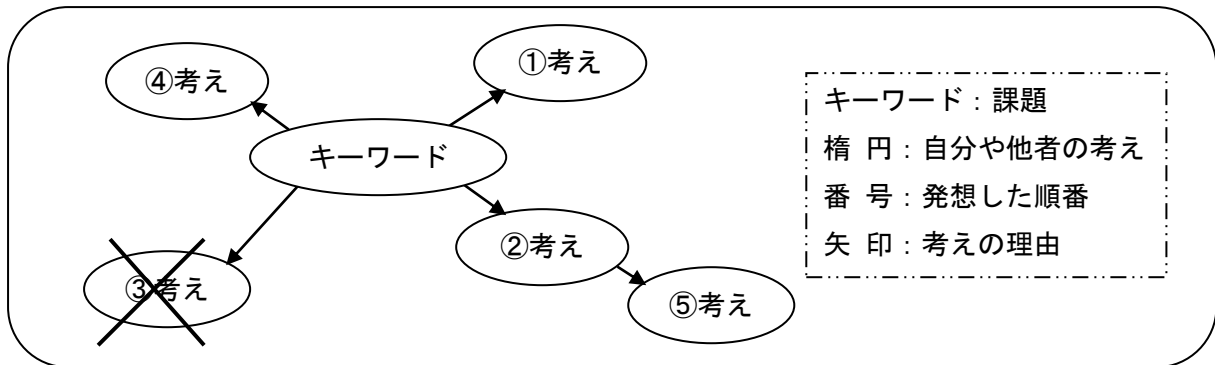 ①考え
④考え
キーワード
②考え
③考え
⑤考え
キーワード：課題
楕 円：自分や他者の考え
番 号：発想した順番
矢 印：考えの理由